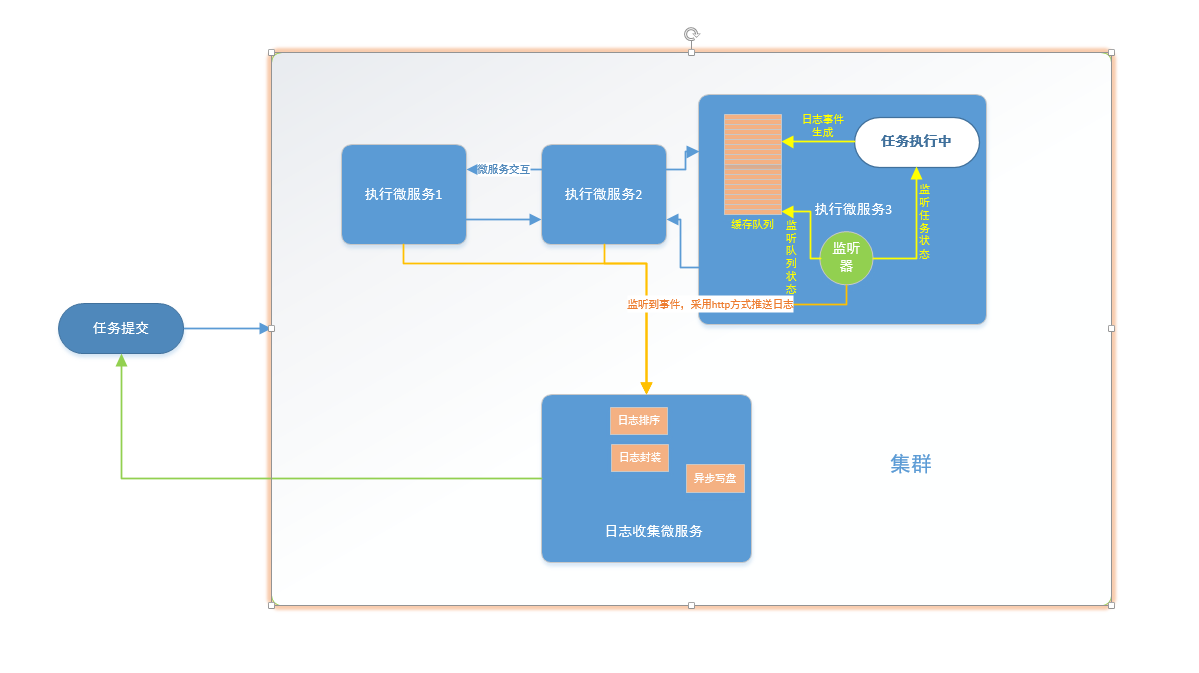 日志事件
生成
任务执行中
微服务交互
执行微服务1
执行微服务2
执行微服务3
缓存队列
监听队列状态
监听任务状态
监听
器
监听到事件，采用http方式推送日志
任务提交
日志排序
日志封装
异步写盘
集群
日志收集微服务